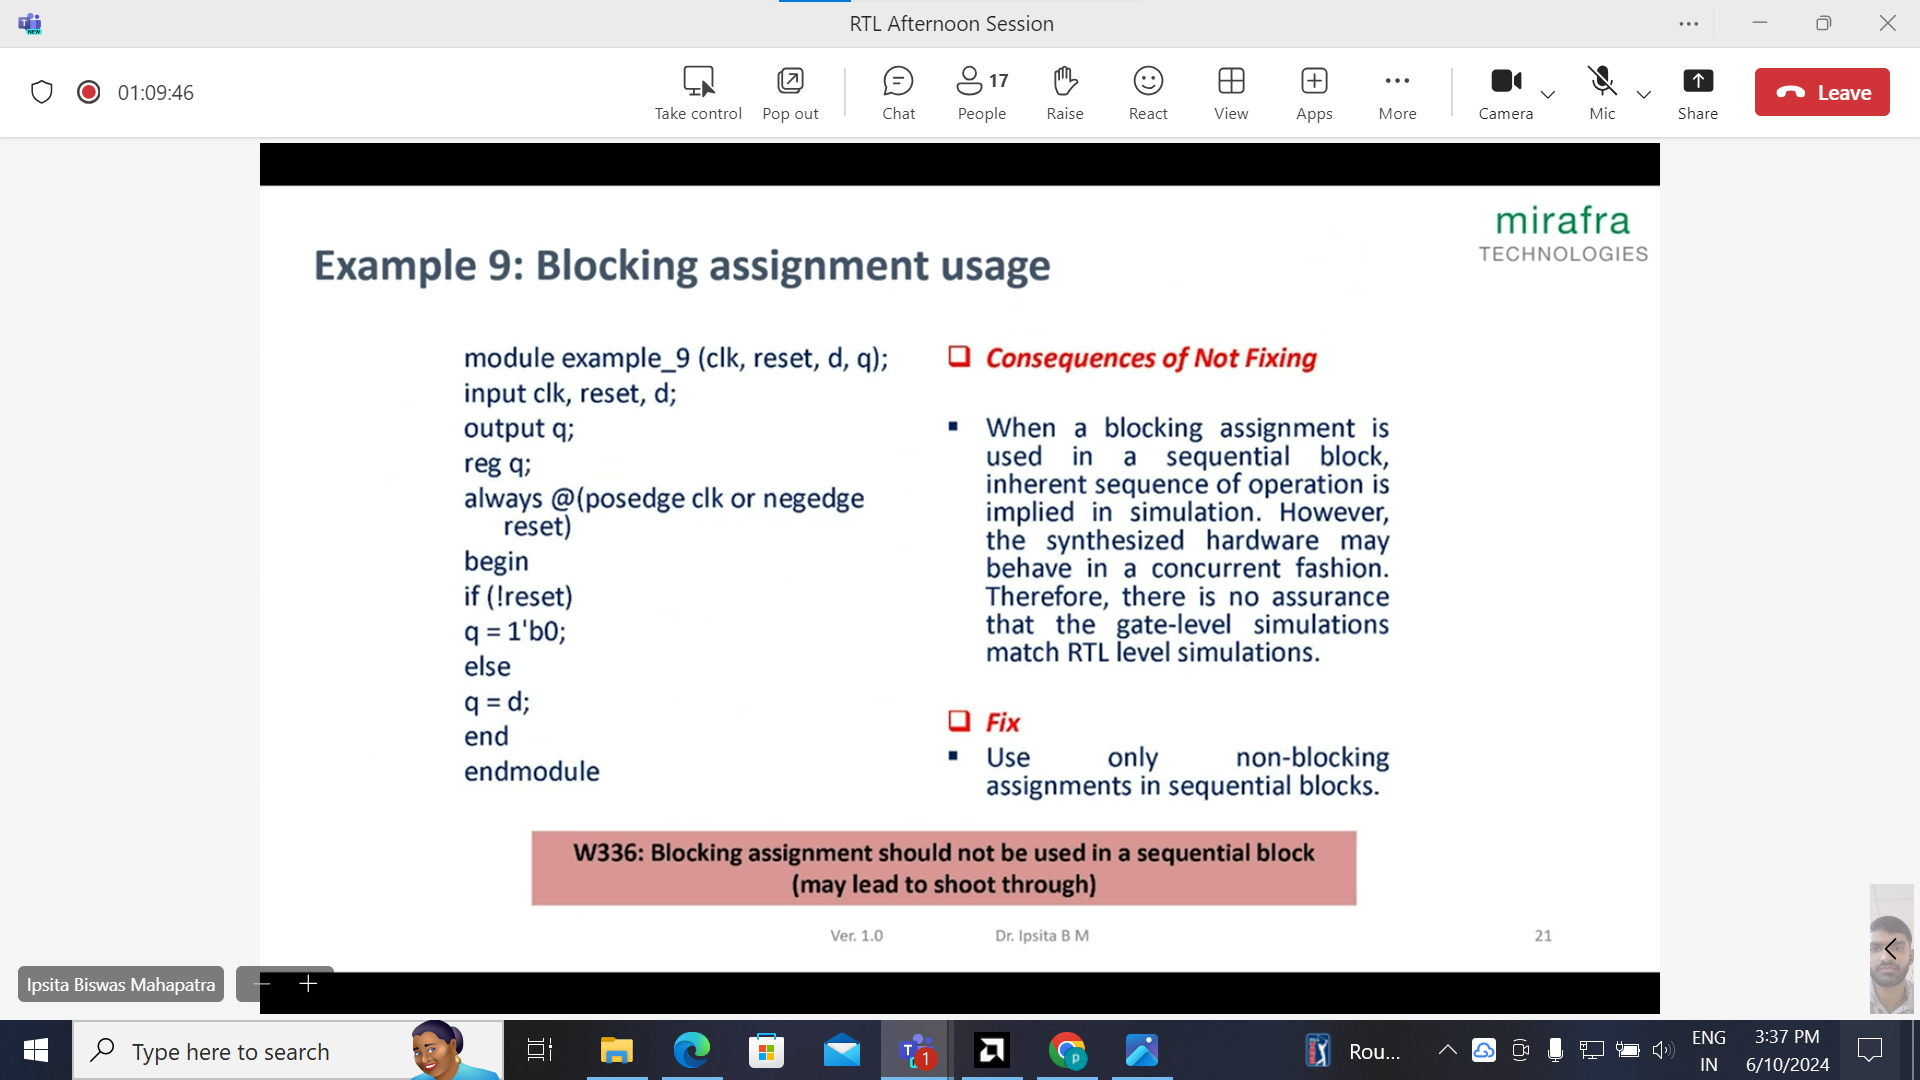 RTL Afternoon Session
01:09:46
Take control
Pop out
Chat
17
People
Raise
React
View
Apps
More
Camera
Mic
Share
Leave
mirafra
TECHNOLOGIES
Example 9: Blocking assignment usage
module example_9 (clk, reset, d, q);
input clk, reset, d;
output q;
reg q;
always @(posedge clk or negedge
reset)
begin
if (!reset)
q = 1'b0;
else
q = d;
end
endmodule
Consequences of Not Fixing
When a blocking assignment is
used in a sequential block,
inherent sequence of operation is
implied in simulation. However,
the synthesized hardware may
behave in a concurrent fashion.
Therefore, there is no assurance
that the gate-level simulations
match RTL level simulations.
Fix
Use only non-blocking
assignments in sequential blocks.
W336: Blocking assignment should not be used in a sequential block
(may lead to shoot through)
Ver. 1.0
Dr. Ipsita B M
21
Ipsita Biswas Mahapatra
Type here to search
1
p
Rou...
ENG
IN
3:37 PM
6/10/2024